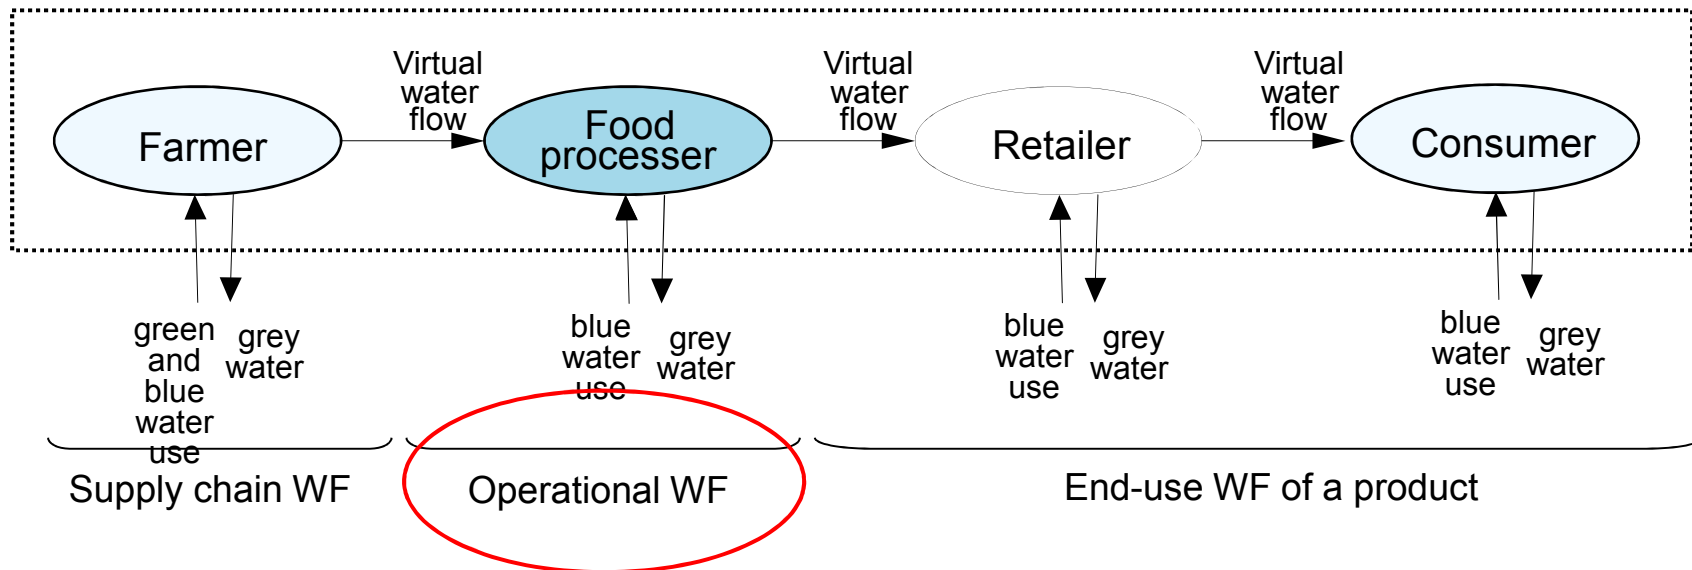 Virtual
water
flow
Virtual
water
flow
Virtual
water
flow
Farmer
Food
processer
Retailer
Consumer
green
and
blue
water
use
grey
water
blue
water
use
grey
water
blue
water
use
grey
water
blue
water
use
grey
water
Supply chain WF
Operational WF
End-use WF of a product